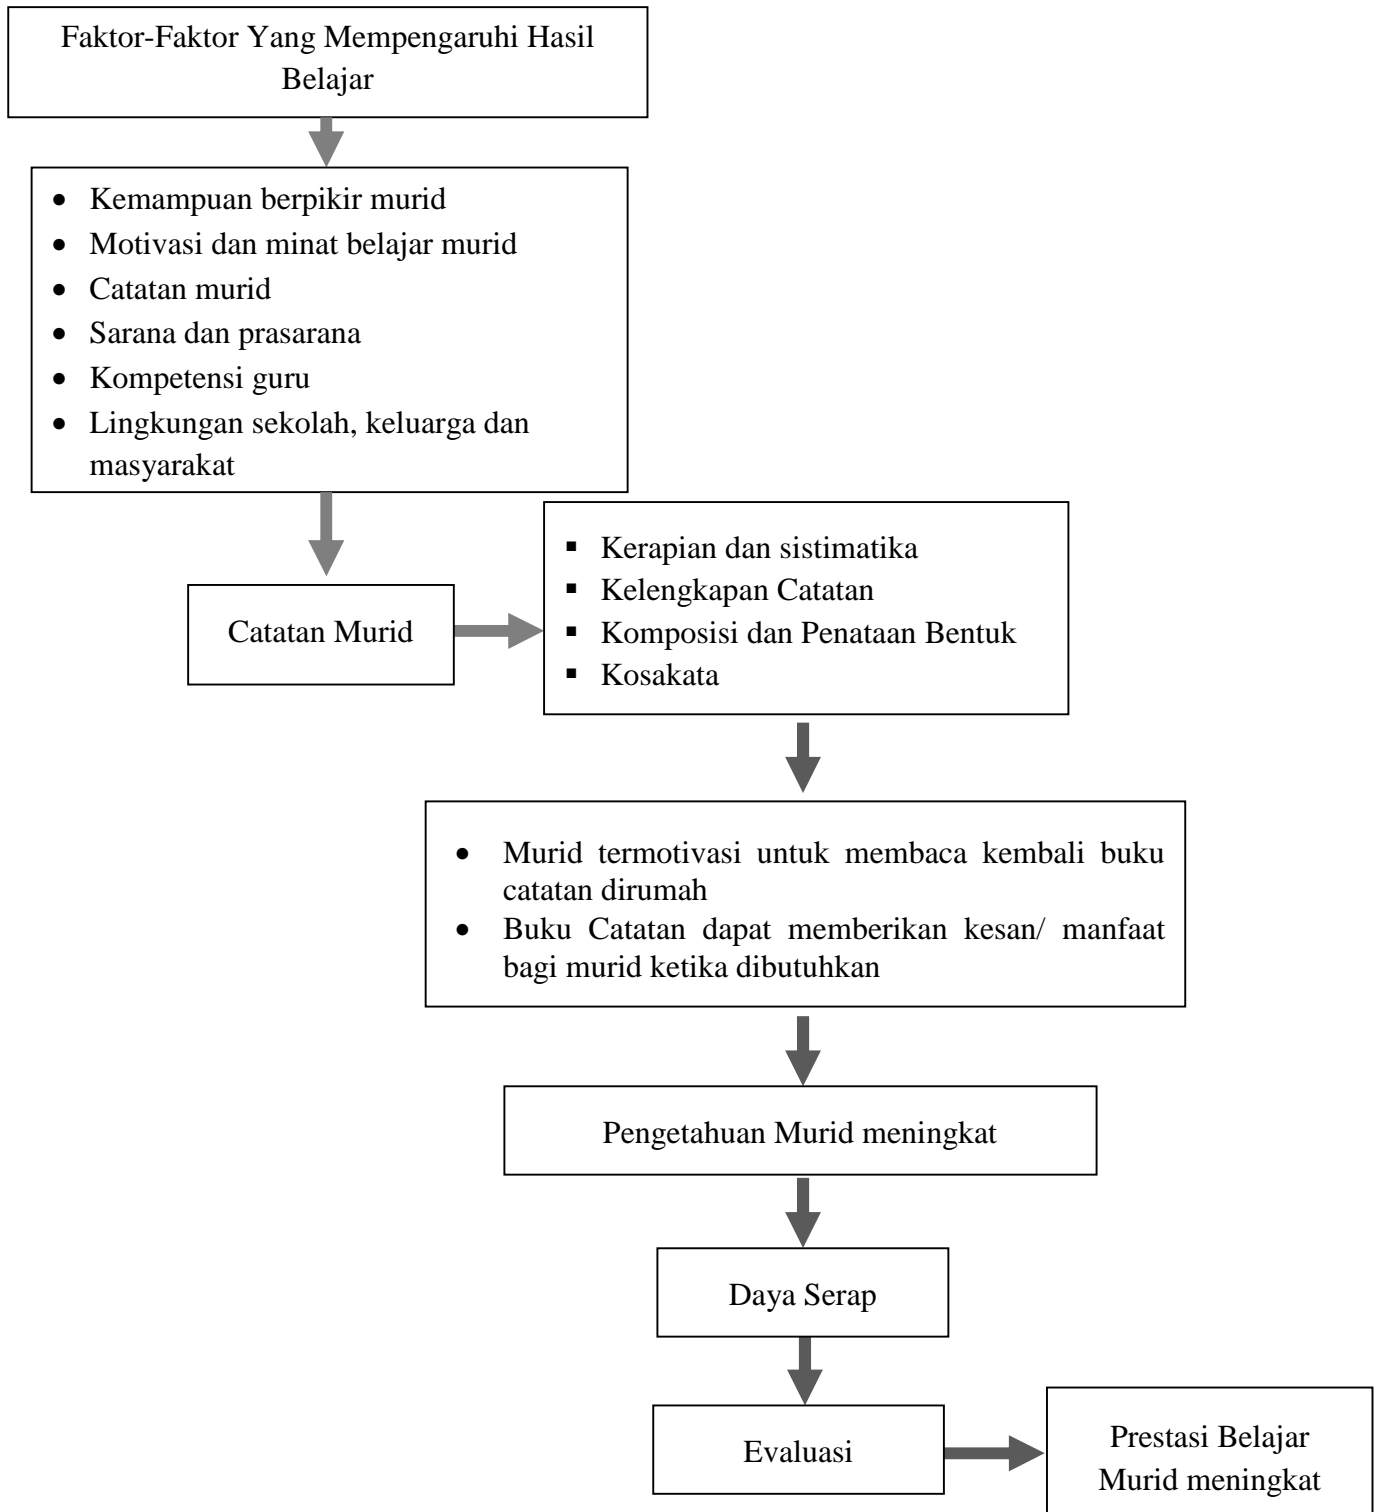 Faktor-Faktor Yang Mempengaruhi Hasil
Belajar
• Kemampuan berpikir murid
• Motivasi dan minat belajar murid
• Catatan murid
• Sarana dan prasarana
• Kompetensi guru
• Lingkungan sekolah, keluarga dan
masyarakat
Catatan Murid
▪ Kerapian dan sistimatika
▪ Kelengkapan Catatan
▪ Komposisi dan Penataan Bentuk
▪ Kosakata
• Murid termotivasi untuk membaca kembali buku
catatan dirumah
• Buku Catatan dapat memberikan kesan/ manfaat
bagi murid ketika dibutuhkan
Pengetahuan Murid meningkat
Daya Serap
Evaluasi
Prestasi Belajar
Murid meningkat